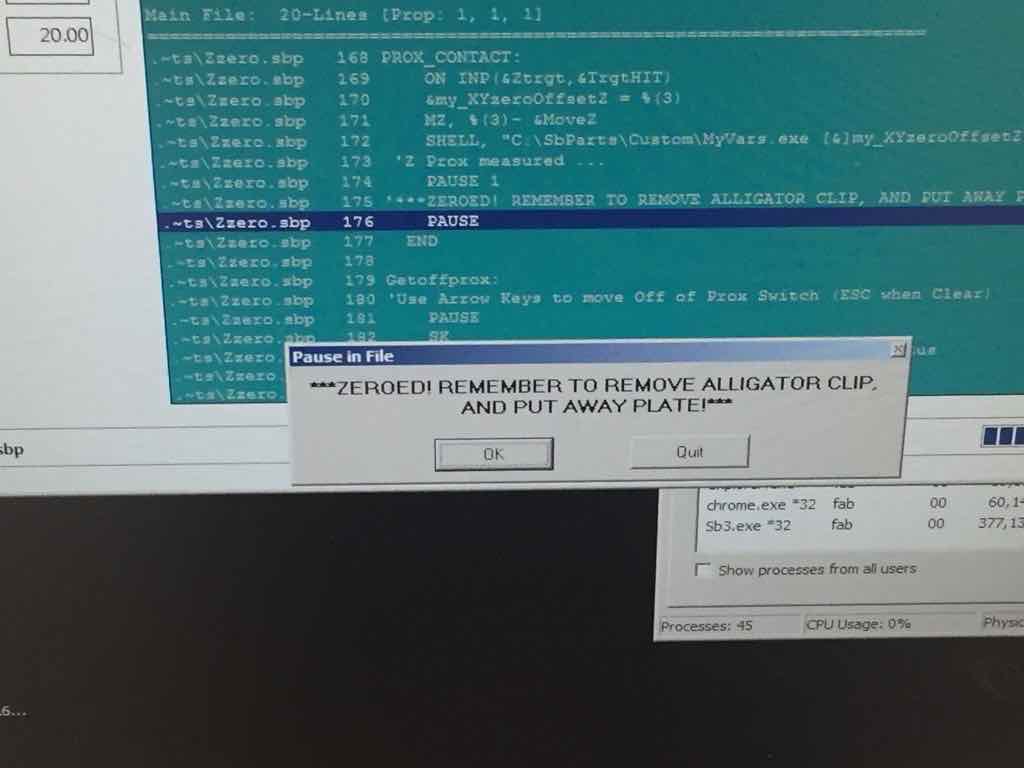 20.00
Main File: 20-Lines [Prop: 1, 1, 1]
.~ts\Zzero.sbp 168 PROX_CONTACT:
.~ts\Zzero.sbp 169 ON INP(&Ztrgt,&TrgtHIT)
.~ts\Zzero.sbp 170 &my_XYzeroOffsetZ = %(3)
.~ts\Zzero.sbp 171 MZ, %(3)- &MoveZ
.~ts\Zzero.sbp 172 SHELL, "C:\SbParts\Custom\MyVars.exe [&]my_XYzeroOffsetZ
.~ts\Zzero.sbp 173 'Z Prox measured ...
.~ts\Zzero.sbp 174 PAUSE 1
.~ts\Zzero.sbp 175 '***ZEROED! REMEMBER TO REMOVE ALLIGATOR CLIP, AND PUT AWAY P
.~ts\Zzero.sbp 176 PAUSE
.~ts\Zzero.sbp 177 END
.~ts\Zzero.sbp 178
.~ts\Zzero.sbp 179 Getoffprox:
.~ts\Zzero.sbp 180 'Use Arrow Keys to move Off of Prox Switch (ESC when Clear)
.~ts\Zzero.sbp 181 PAUSE
.~ts\Zzero.sbp 182 SK
.~ts\Zzero.
.~ts\Zzero.
.~ts\Zzero.
Pause in File
***ZEROED! REMEMBER TO REMOVE ALLIGATOR CLIP,
AND PUT AWAY PLATE!***
OK Quit
sbp
chrome.exe *32 fab 00 60,14
Sb3.exe *32 fab 00 377,13
Show processes from all users
Processes: 45 CPU Usage: 0% Physic
.6...